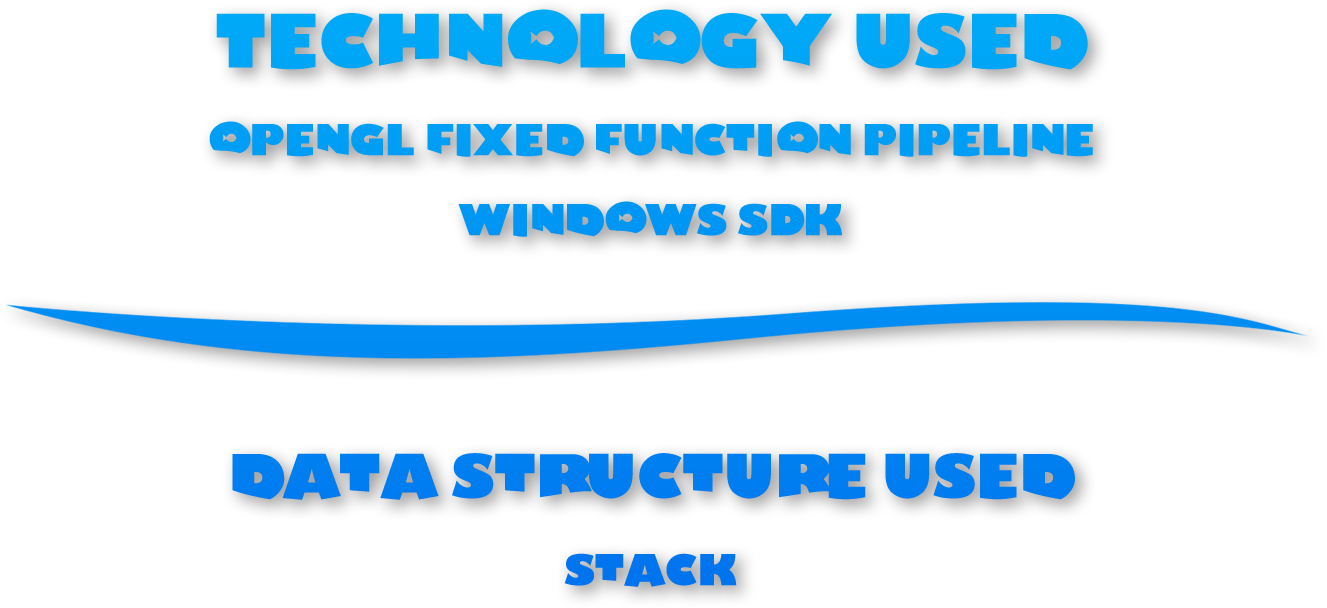 TECHNOLOGY USED
OPENGL FIXED FUNCTION PIPELINE
WINDOWS SDK
DATA STRUCTURE USED
STACK